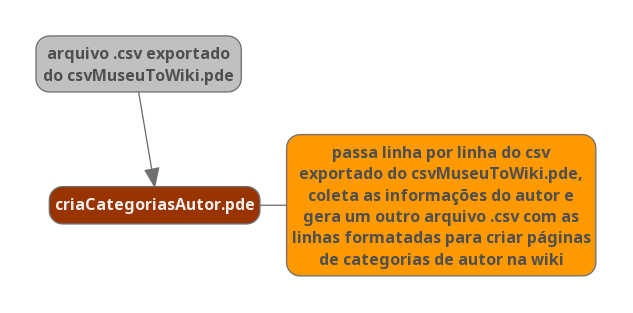 arquivo .csv exportado
do csvMuseuToWiki.pde
criaCategoriasAutor.pde
passa linha por linha do csv
exportado do csvMuseuToWiki.pde,
coleta as informações do autor e
gera um outro arquivo .csv com as
linhas formatadas para criar páginas
de categorias de autor na wiki